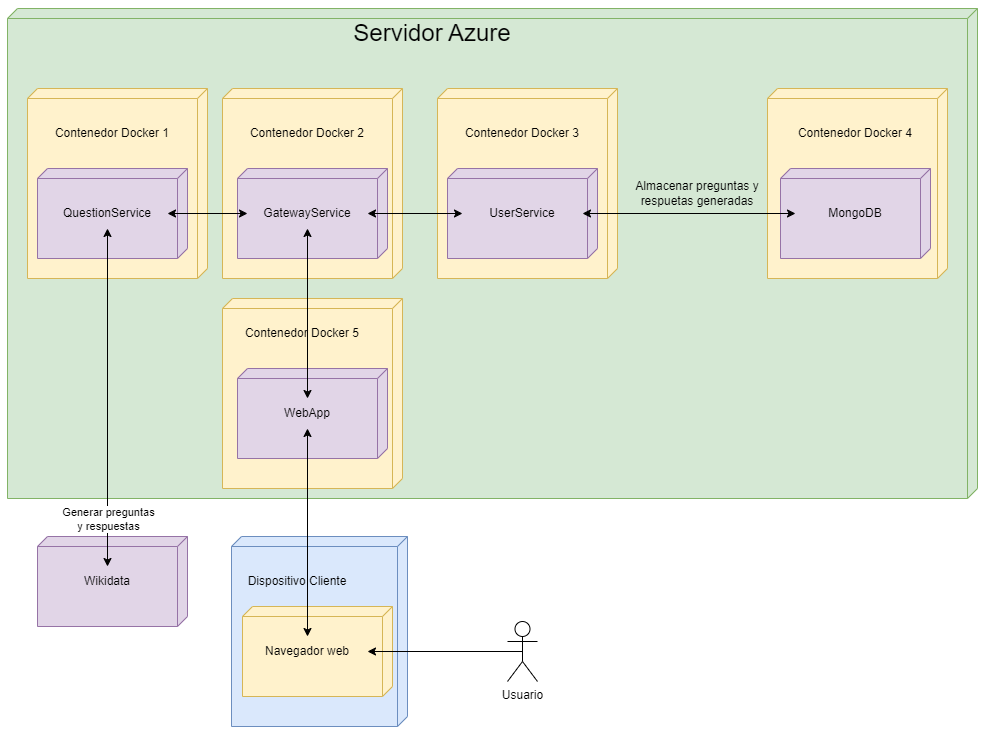 Servidor Azure
Contenedor Docker 1
Contenedor Docker 2
Contenedor Docker 3
Contenedor Docker 4
QuestionService
GatewayService
UserService
Almacenar preguntas y
respuetas generadas
MongoDB
Contenedor Docker 5
WebApp
Generar preguntas
y respuestas
Wikidata
Dispositivo Cliente
Navegador web
Usuario